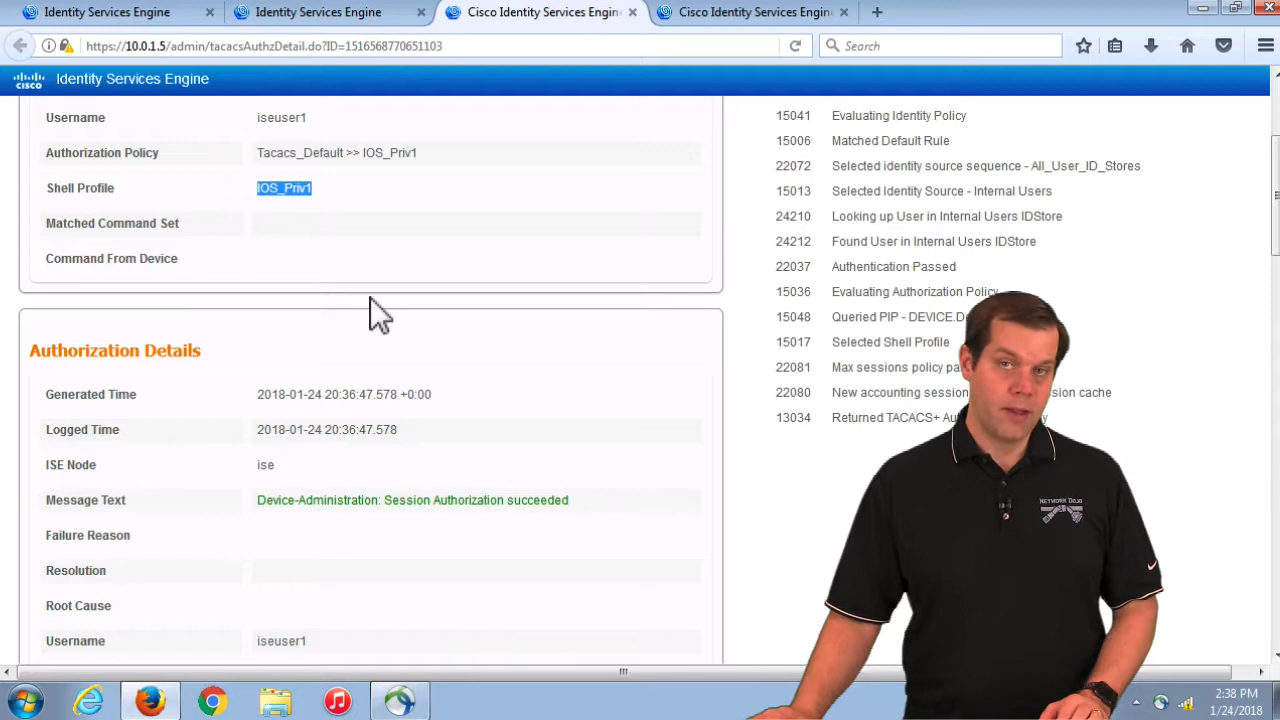 Identity Services Engine
Identity Services Engine
Cisco Identity Services Engin
Cisco Identity Services Engine
https://10.0.1.5/admin/tacacsAuthzDetail.do?ID=1516568770651103
Search
CISCO
Identity Services Engine
Username iseuser1
Authorization Policy Tacacs_Default >> IOS_Priv1
Shell Profile IOS_Priv1
Matched Command Set
Command From Device
Authorization Details
Generated Time 2018-01-24 20:36:47.578 +0:00
Logged Time 2018-01-24 20:36:47.578
ISE Node ise
Message Text Device-Administration: Session Authorization succeeded
Failure Reason
Resolution
Root Cause
Username iseuser1
15041 Evaluating Identity Policy
15006 Matched Default Rule
22072 Selected identity source sequence - All_User_ID_Stores
15013 Selected Identity Source - Internal Users
24210 Looking up User in Internal Users IDStore
24212 Found User in Internal Users IDStore
22037 Authentication Passed
15036 Evaluating Authorization Policy
15048 Queried PIP - DEVICE.
15017 Selected Shell Profile
22081 Max sessions policy
22080 New accounting cache
13034 Returned TACACS+
NETWORK DOJO
2:38 PM
1/24/2018